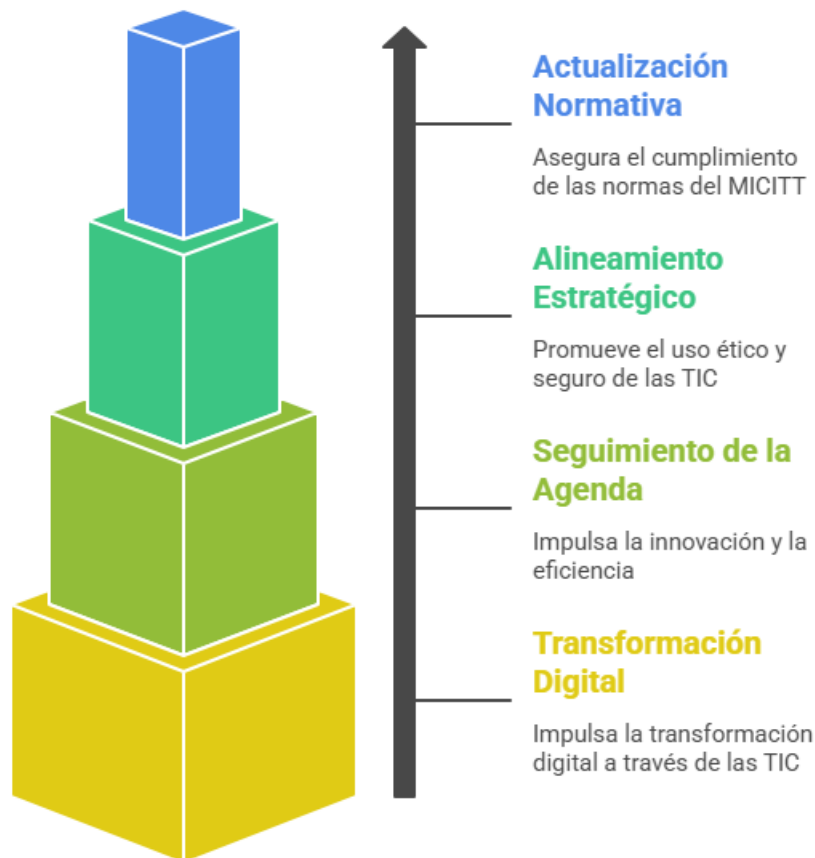 Actualización
Normativa
Asegura el cumplimiento
de las normas del MICITT
Alineamiento
Estratégico
Promueve el uso ético y
seguro de las TIC
Seguimiento de la
Agenda
Impulsa la innovación y la
eficiencia
Transformación
Digital
Impulsa la transformación
digital a través de las TIC